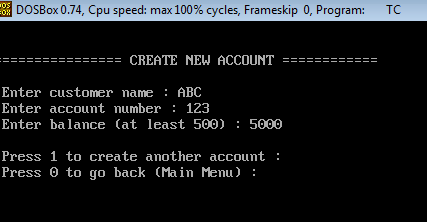 DOS BOX DOSBox 0.74, Cpu speed: max 100% cycles, Frameskip 0, Program: TC
================ CREATE NEW ACCOUNT ============
Enter customer name : ABC
Enter account number : 123
Enter balance (at least 500) : 5000
Press 1 to create another account :
Press 0 to go back (Main Menu) :